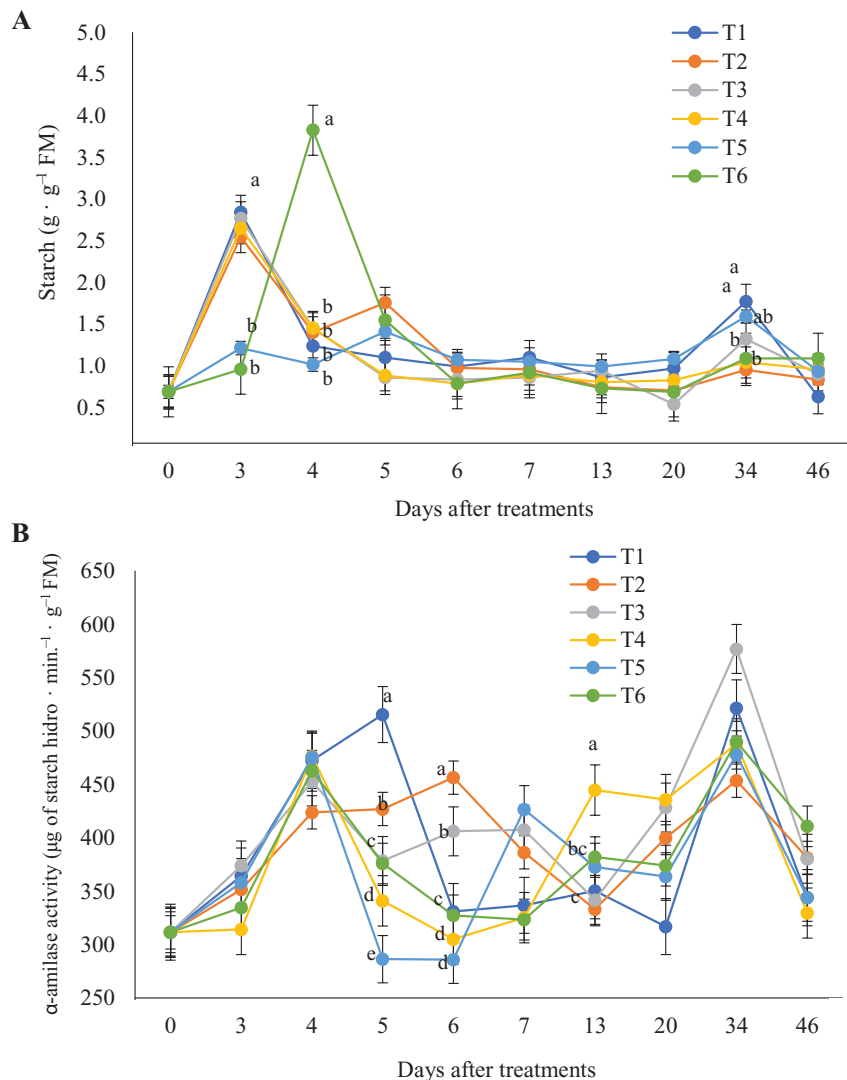 A
5.0
4.5
4.0
3.5
3.0
2.5
2.0
1.5
1.0
0.5
Starch (g · g⁻¹ FM)
T1
T2
T3
T4
T5
T6
a
a
b
b
b
b
b
b
a
a
ab
b
b
0 3 4 5 6 7 13 20 34 46
Days after treatments
B
650
600
550
500
450
400
350
300
250
α-amilase activity (µg of starch hidro · min.⁻¹ · g⁻¹ FM)
T1
T2
T3
T4
T5
T6
a
b
c
d
e
a
b
c
d
d
a
bc
c
0 3 4 5 6 7 13 20 34 46
Days after treatments